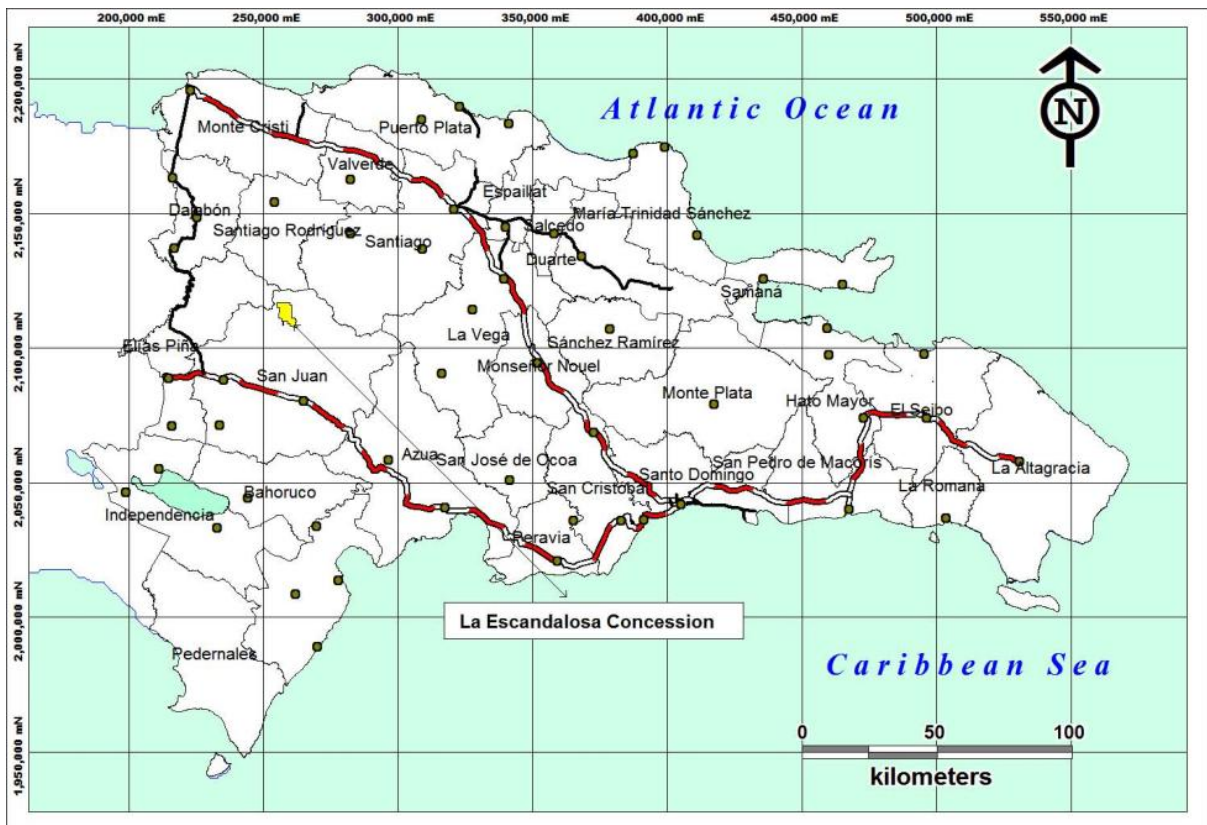 200,000 mE 250,000 mE 300,000 mE 350,000 mE 400,000 mE 450,000 mE 500,000 mE 550,000 mE
2,200,000 mN
2,150,000 mN
2,100,000 mN
2,050,000 mN
2,000,000 mN
1,950,000 mN
Atlantic Ocean
N
Monte Cristi
Puerto Plata
Valverde
Espaillat
Dajabón
María Trinidad Sánchez
Santiago Rodríguez
Salcedo
Santiago
Duarte
Samaná
La Vega
Sánchez Ramírez
Elías Piña
Monseñor Nouel
San Juan
Monte Plata
Hato Mayor
El Seibo
Azua
San José de Ocoa
San Pedro de Macorís
La Altagracia
Santo Domingo
Bahoruco
San Cristóbal
La Romana
Independencia
Peravia
La Escandalosa Concession
Pedernales
Caribbean Sea
0 50 100
kilometers